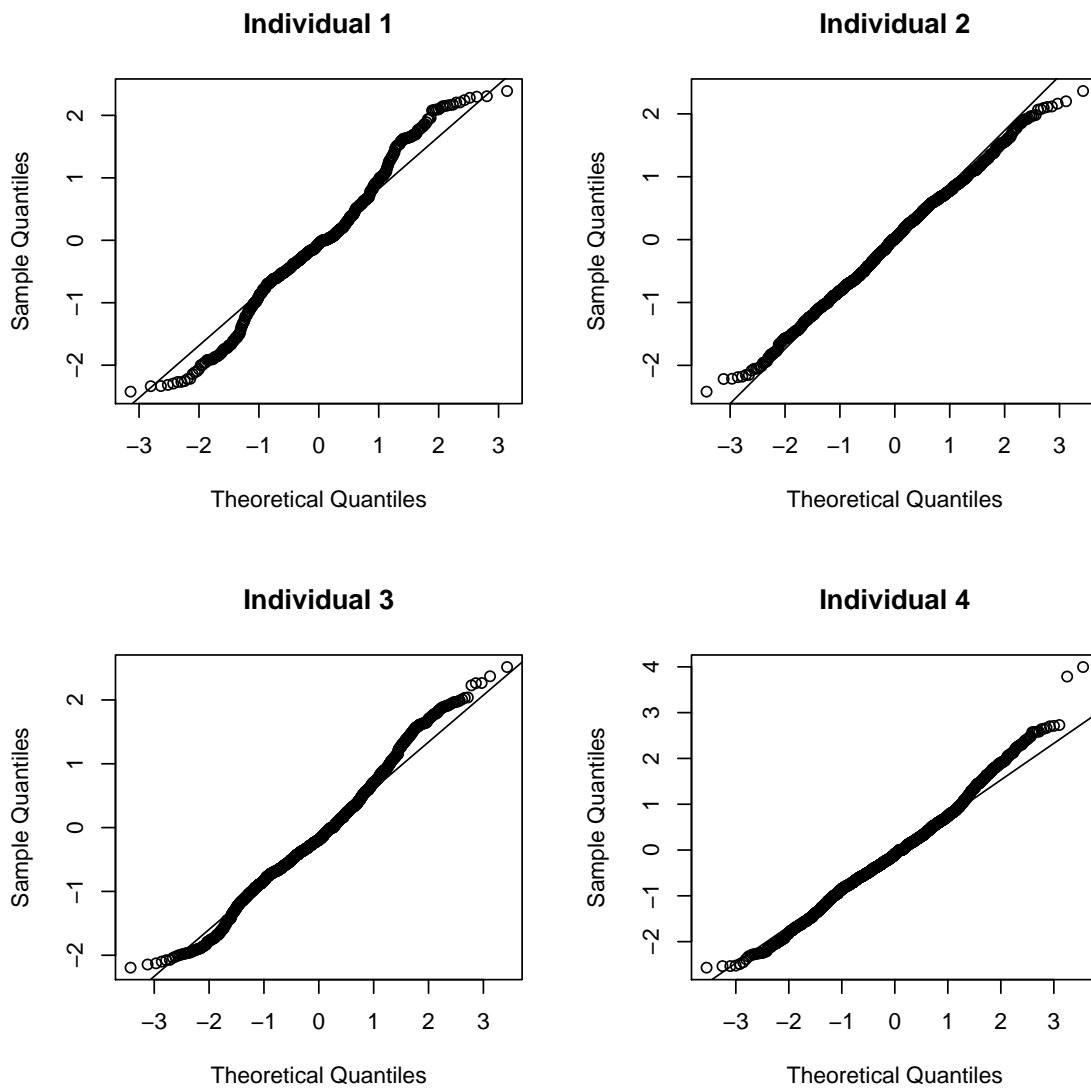 Individual 1
Sample Quantiles
2
1
0
−1
−2
−3 −2 −1 0 1 2 3
Theoretical Quantiles
Individual 2
Sample Quantiles
2
1
0
−1
−2
−3 −2 −1 0 1 2 3
Theoretical Quantiles
Individual 3
Sample Quantiles
2
1
0
−1
−2
−3 −2 −1 0 1 2 3
Theoretical Quantiles
Individual 4
Sample Quantiles
4
3
2
1
0
−1
−2
−3 −2 −1 0 1 2 3
Theoretical Quantiles